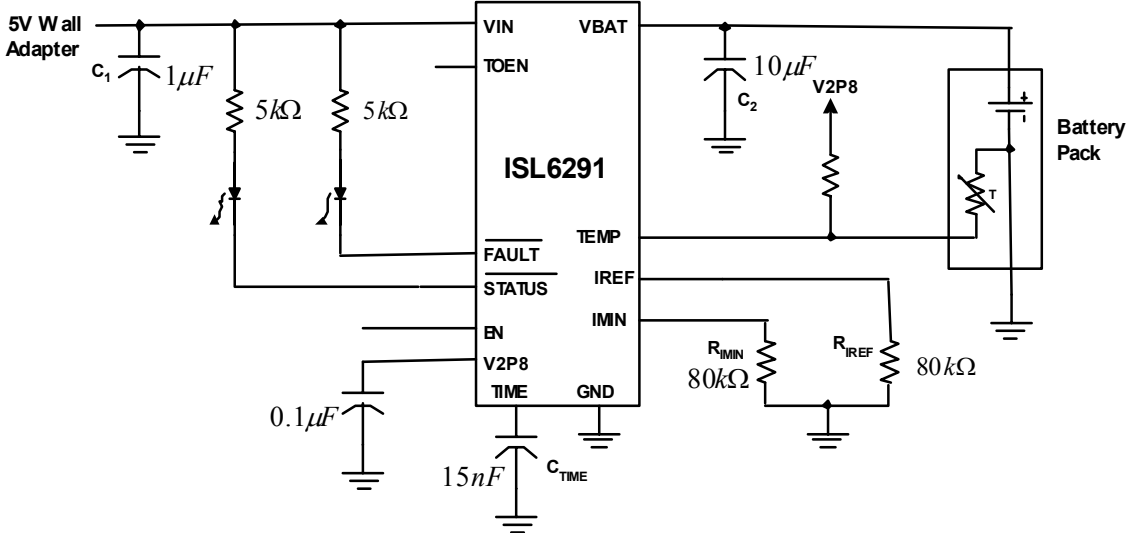 5V Wall
Adapter
C1
1μF
5kΩ
5kΩ
VIN
TOEN
VBAT
ISL6291
10μF
C2
V2P8
Battery
Pack
+
-
T
TEMP
FAULT
STATUS
IREF
IMIN
EN
V2P8
TIME
GND
RIMIN
80kΩ
RIREF
80kΩ
0.1μF
15nF
CTIME